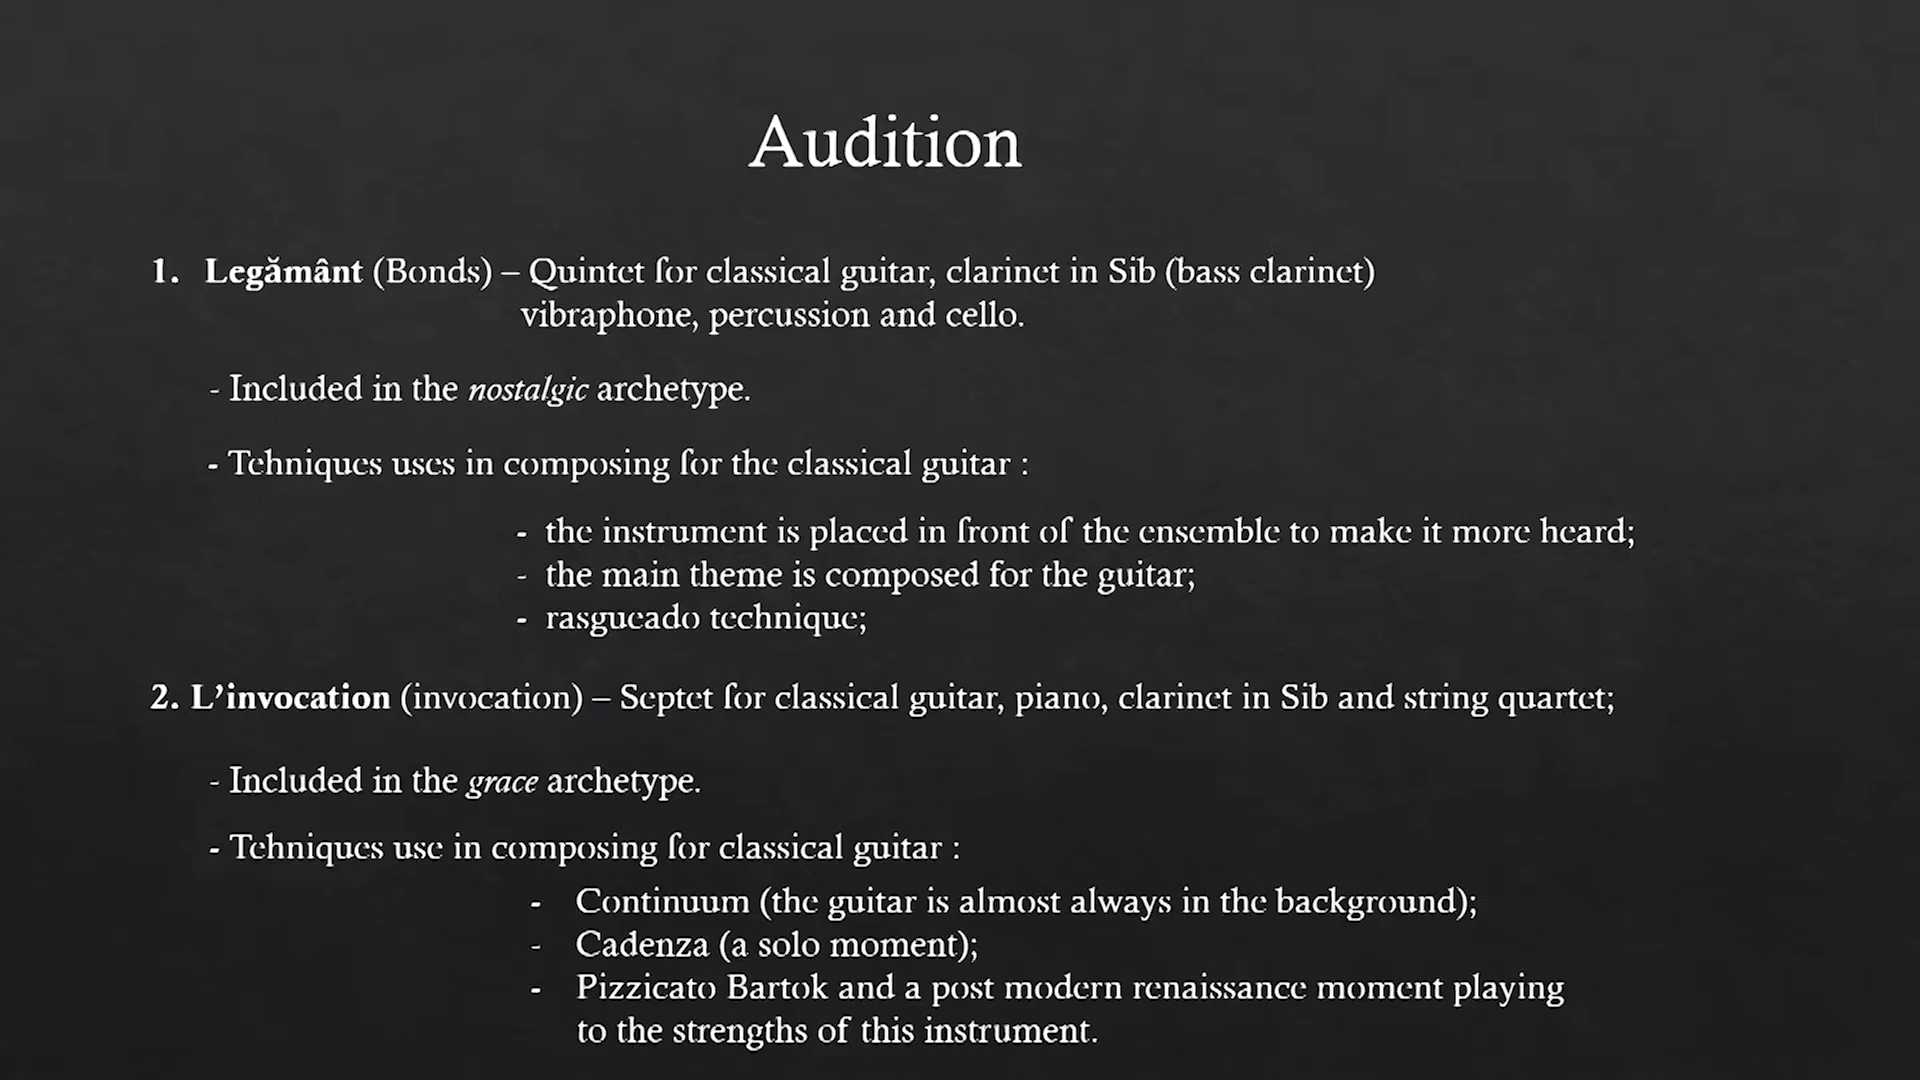 Audition
1. Legământ (Bonds) – Quintet for classical guitar, clarinet in Sib (bass clarinet)
vibraphone, percussion and cello.
- Included in the nostalgic archetype.
- Tehniques uses in composing for the classical guitar :
- the instrument is placed in front of the ensemble to make it more heard;
- the main theme is composed for the guitar;
- rasgueado technique;
2. L’invocation (invocation) – Septet for classical guitar, piano, clarinet in Sib and string quartet;
- Included in the grace archetype.
- Tehniques use in composing for classical guitar :
- Continuum (the guitar is almost always in the background);
- Cadenza (a solo moment);
- Pizzicato Bartok and a post modern renaissance moment playing
to the strengths of this instrument.